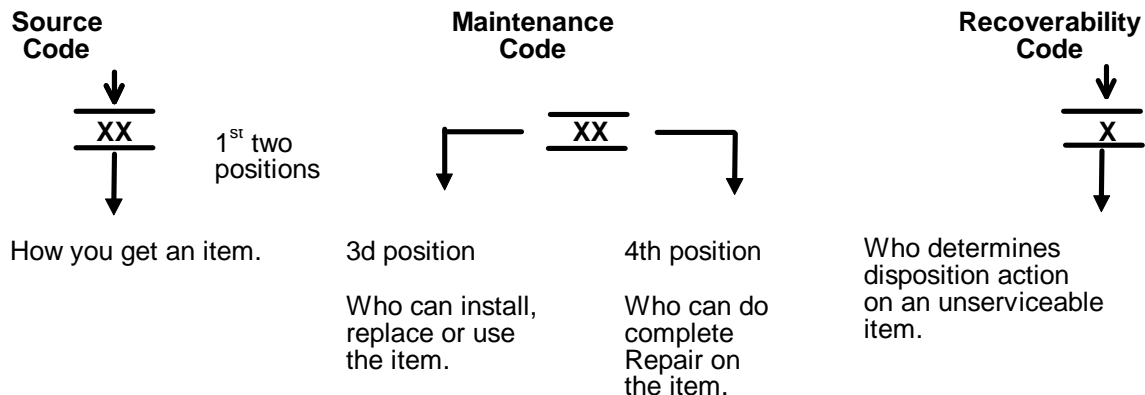 Source
Code
Maintenance
Code
Recoverability
Code
XX
1st two
positions
XX
X
How you get an item.
3d position
Who can install,
replace or use
the item.
4th position
Who can do
complete
Repair on
the item.
Who determines
disposition action
on an unserviceable
item.